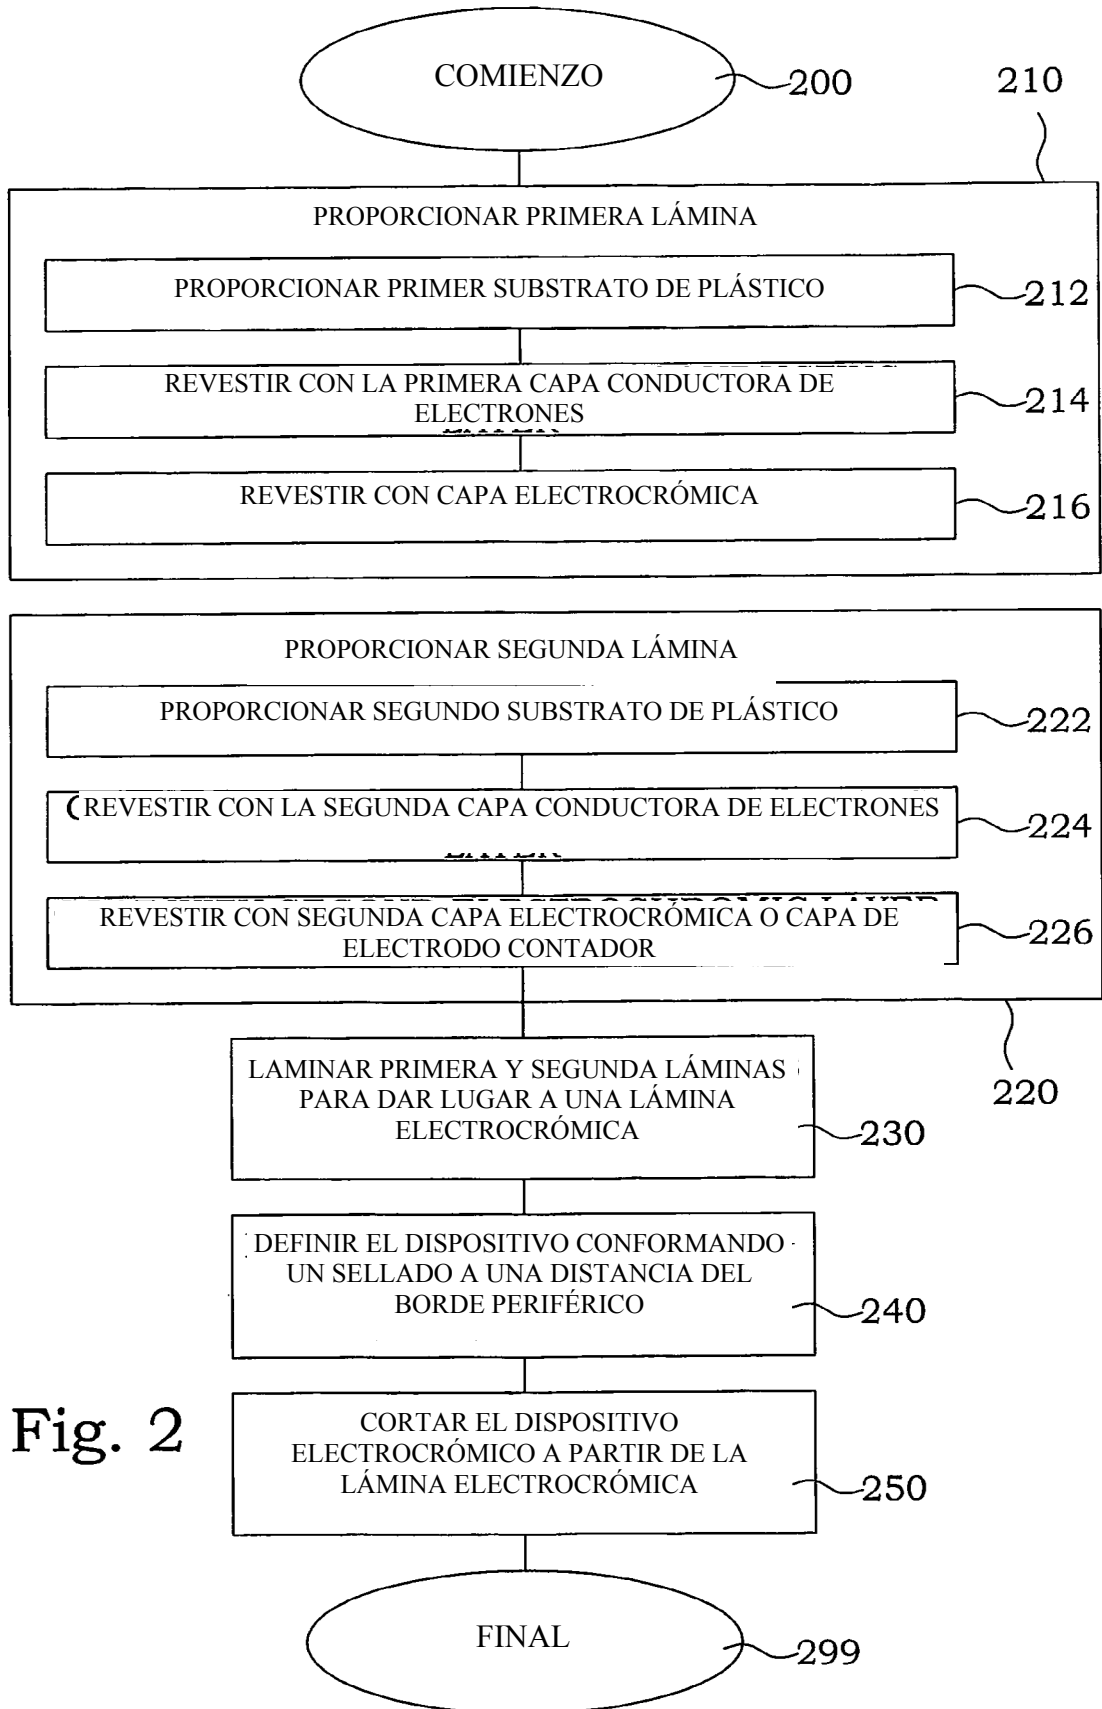 COMIENZO
200
210
PROPORCIONAR PRIMERA LÁMINA
PROPORCIONAR PRIMER SUBSTRATO DE PLÁSTICO
212
REVESTIR CON LA PRIMERA CAPA CONDUCTORA DE
ELECTRONES
214
REVESTIR CON CAPA ELECTROCRÓMICA
216
PROPORCIONAR SEGUNDA LÁMINA
PROPORCIONAR SEGUNDO SUBSTRATO DE PLÁSTICO
222
REVESTIR CON LA SEGUNDA CAPA CONDUCTORA DE ELECTRONES
224
REVESTIR CON SEGUNDA CAPA ELECTROCRÓMICA O CAPA DE
ELECTRODO CONTADOR
226
220
LAMINAR PRIMERA Y SEGUNDA LÁMINAS
PARA DAR LUGAR A UNA LÁMINA
ELECTROCRÓMICA
230
DEFINIR EL DISPOSITIVO CONFORMANDO
UN SELLADO A UNA DISTANCIA DEL
BORDE PERIFÉRICO
240
CORTAR EL DISPOSITIVO
ELECTROCRÓMICO A PARTIR DE LA
LÁMINA ELECTROCRÓMICA
250
Fig. 2
FINAL
299